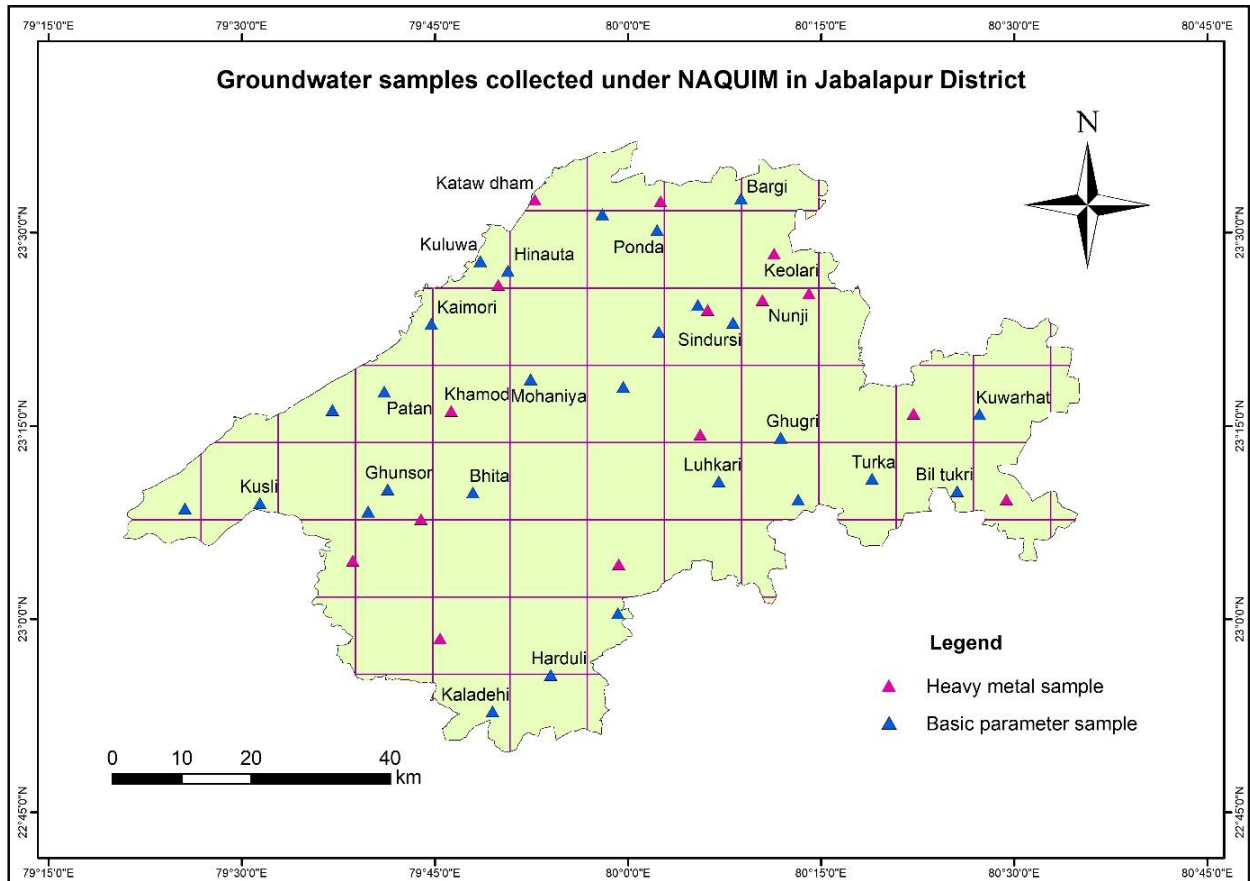 79°15'0"E 79°30'0"E 79°45'0"E 80°0'0"E 80°15'0"E 80°30'0"E 80°45'0"E
Groundwater samples collected under NAQUIM in Jabalapur District
N
Kataw dham
Bargi
23°30'0"N
23°30'0"N
Kuluwa
Hinauta
Ponda
Keolari
Kaimori
Nunji
Sindursi
Khamod
Mohaniya
Patan
Kuwarhat
23°15'0"N
23°15'0"N
Ghugri
Ghunsor
Bhita
Luhkari
Turka
Bil tukri
Kusli
23°0'0"N
23°0'0"N
Legend
Harduli
Heavy metal sample
Kaladehi
Basic parameter sample
0 10 20 40
km
22°45'0"N
22°45'0"N
79°15'0"E 79°30'0"E 79°45'0"E 80°0'0"E 80°15'0"E 80°30'0"E 80°45'0"E